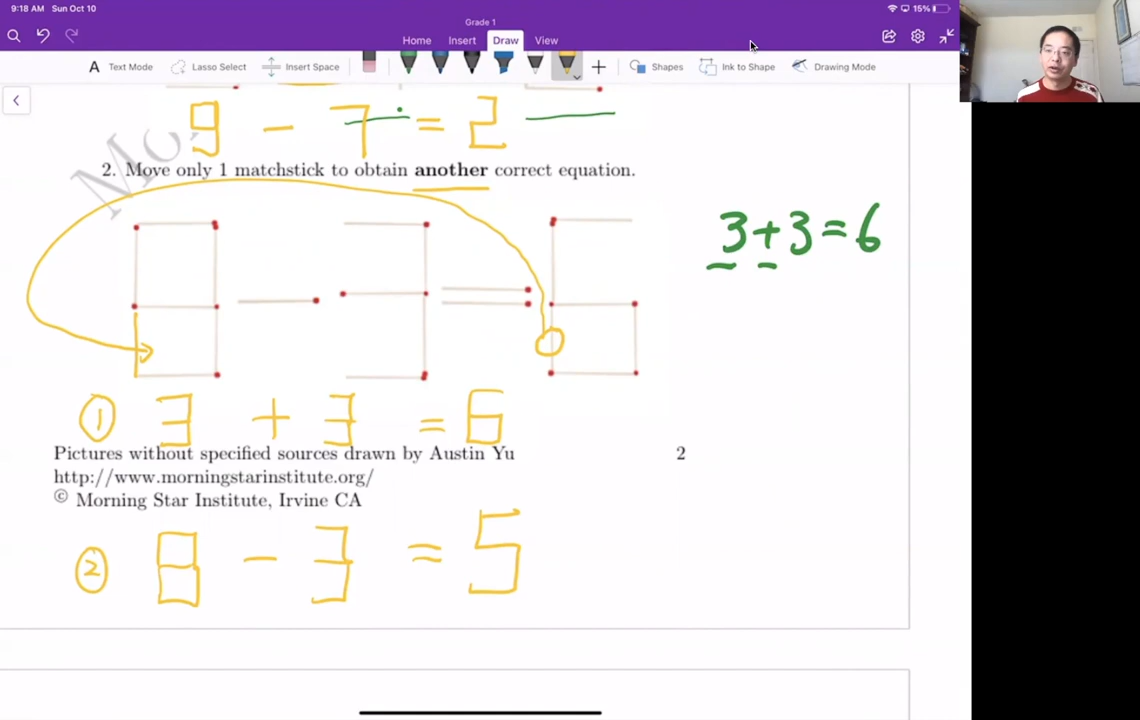 9:18 AM Sun Oct 10
Grade 1
15%
Home Insert Draw View
Text Mode Lasso Select Insert Space Shapes Ink to Shape Drawing Mode
9 - 7 = 2
2. Move only 1 matchstick to obtain another correct equation.
3+3=6
① 3 + 3 = 6
Pictures without specified sources drawn by Austin Yu
2
http://www.morningstarinstitute.org/
© Morning Star Institute, Irvine CA
② 8 - 3 = 5